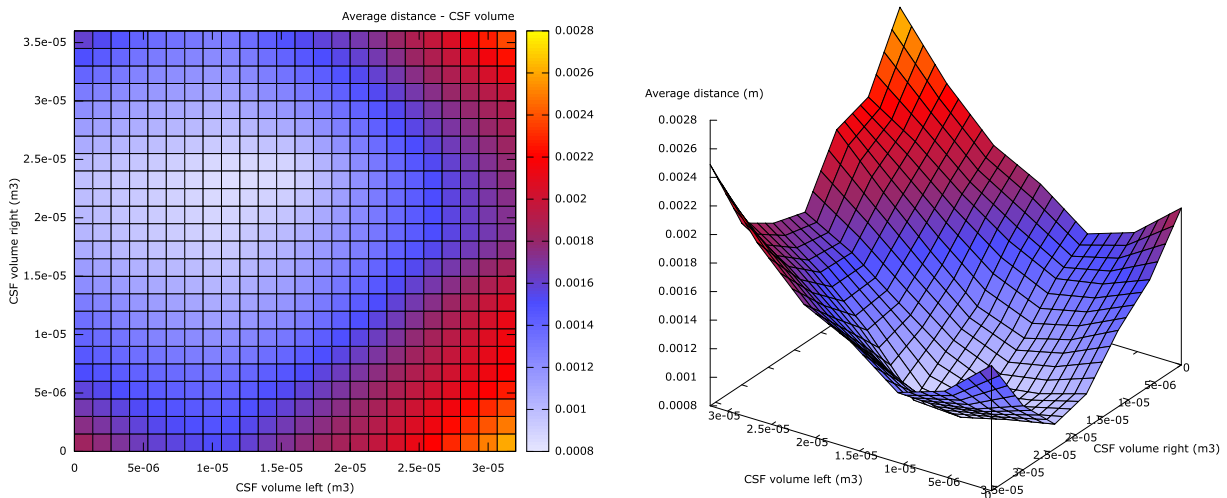 Average distance - CSF volume
3.5e-05
3e-05
2.5e-05
2e-05
1.5e-05
1e-05
5e-06
0
CSF volume right (m3)
0 5e-06 1e-05 1.5e-05 2e-05 2.5e-05 3e-05
CSF volume left (m3)
0.0028
0.0026
0.0024
0.0022
0.002
0.0018
0.0016
0.0014
0.0012
0.001
0.0008
Average distance (m)
0.0028
0.0026
0.0024
0.0022
0.002
0.0018
0.0016
0.0014
0.0012
0.001
0.0008
3e-05
2.5e-05
2e-05
1.5e-05
1e-05
5e-06
0
CSF volume left (m3)
0
5e-06
1e-05
1.5e-05
2e-05
2.5e-05
3e-05
3.5e-05
CSF volume right (m3)